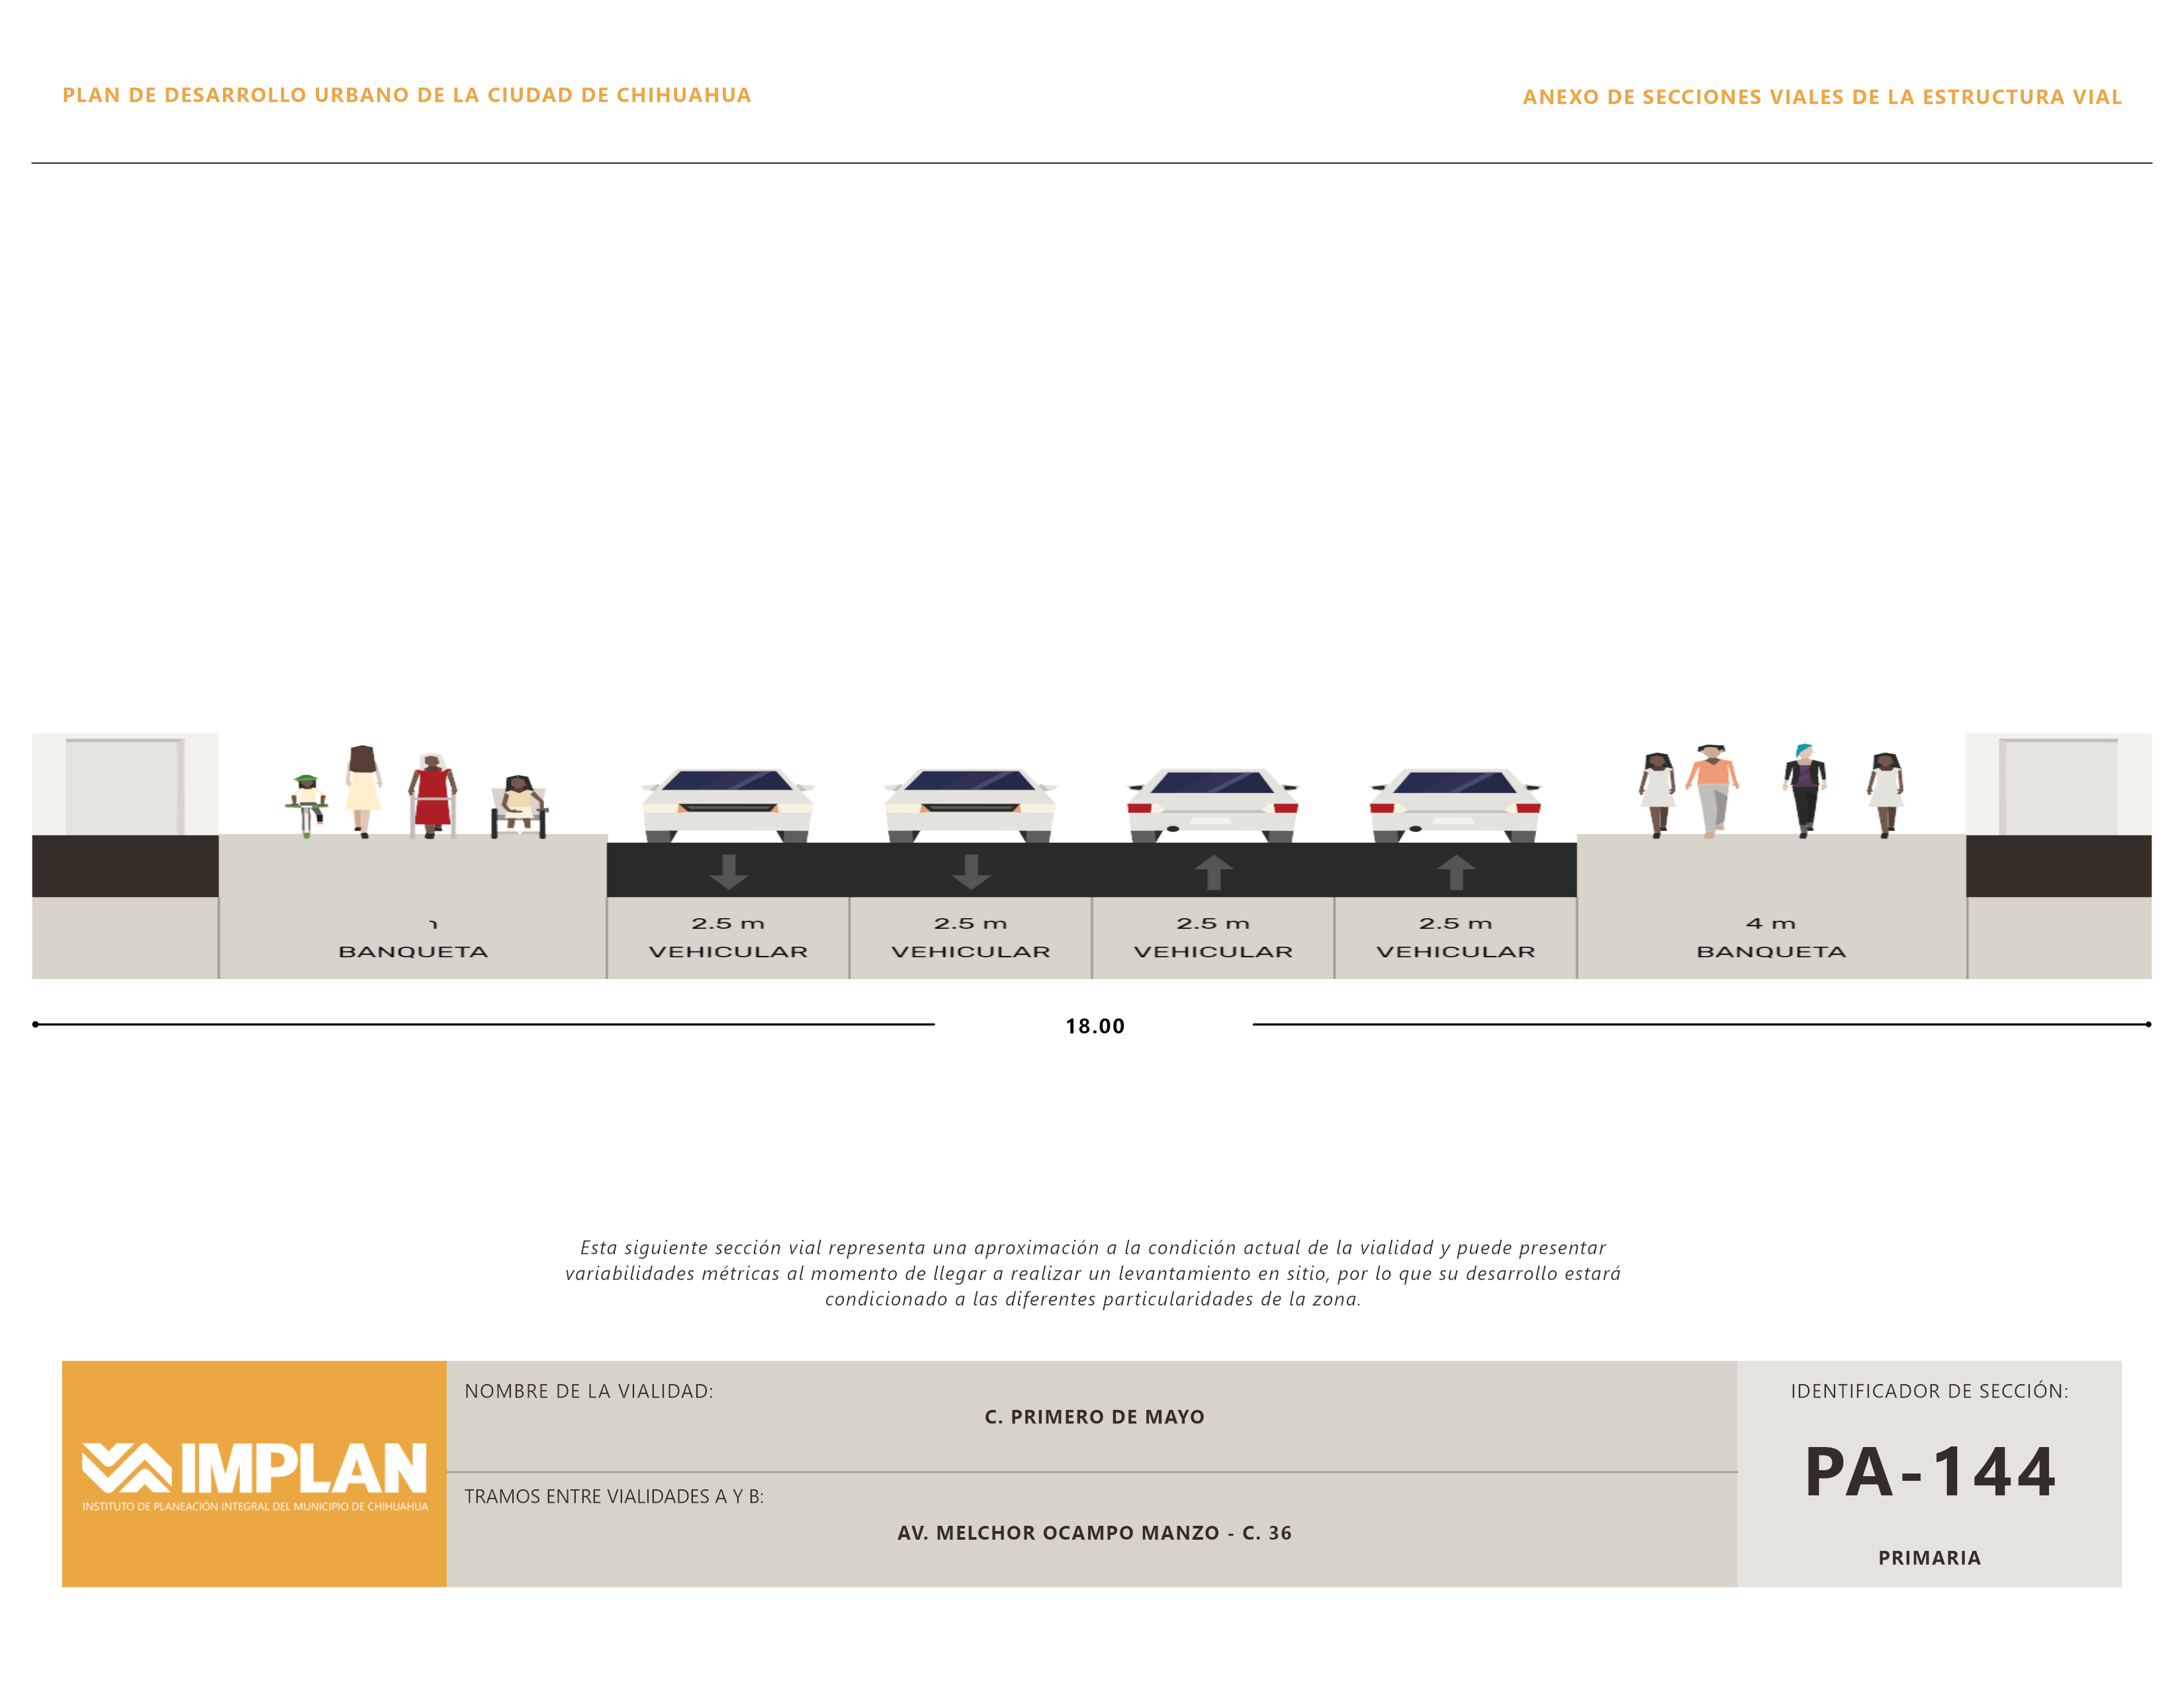 PLAN DE DESARROLLO URBANO DE LA CIUDAD DE CHIHUAHUA
ANEXO DE SECCIONES VIALES DE LA ESTRUCTURA VIAL
2.5 m
2.5 m
2.5 m
2.5 m
4 m
BANQUETA
VEHICULAR
VEHICULAR
VEHICULAR
VEHICULAR
BANQUETA
18.00
Esta siguiente sección vial representa una aproximación a la condición actual de la vialidad y puede presentar
variabilidades métricas al momento de llegar a realizar un levantamiento en sitio, por lo que su desarrollo estará
condicionado a las diferentes particularidades de la zona.
IMPLAN
INSTITUTO DE PLANEACIÓN INTEGRAL DEL MUNICIPIO DE CHIHUAHUA
NOMBRE DE LA VIALIDAD:
C. PRIMERO DE MAYO
TRAMOS ENTRE VIALIDADES A Y B:
AV. MELCHOR OCAMPO MANZO - C. 36
IDENTIFICADOR DE SECCIÓN:
PA-144
PRIMARIA